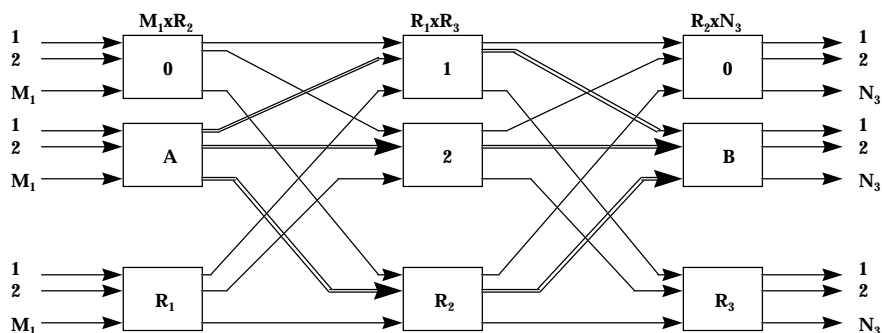 M₁xR₂ R₁xR₃ R₂xN₃
1 1
2 0 1 0 2
M₁ N₃
1 1
2 A 2 B 2
M₁ N₃
1 1
2 R₁ R₂ R₃ 2
M₁ N₃